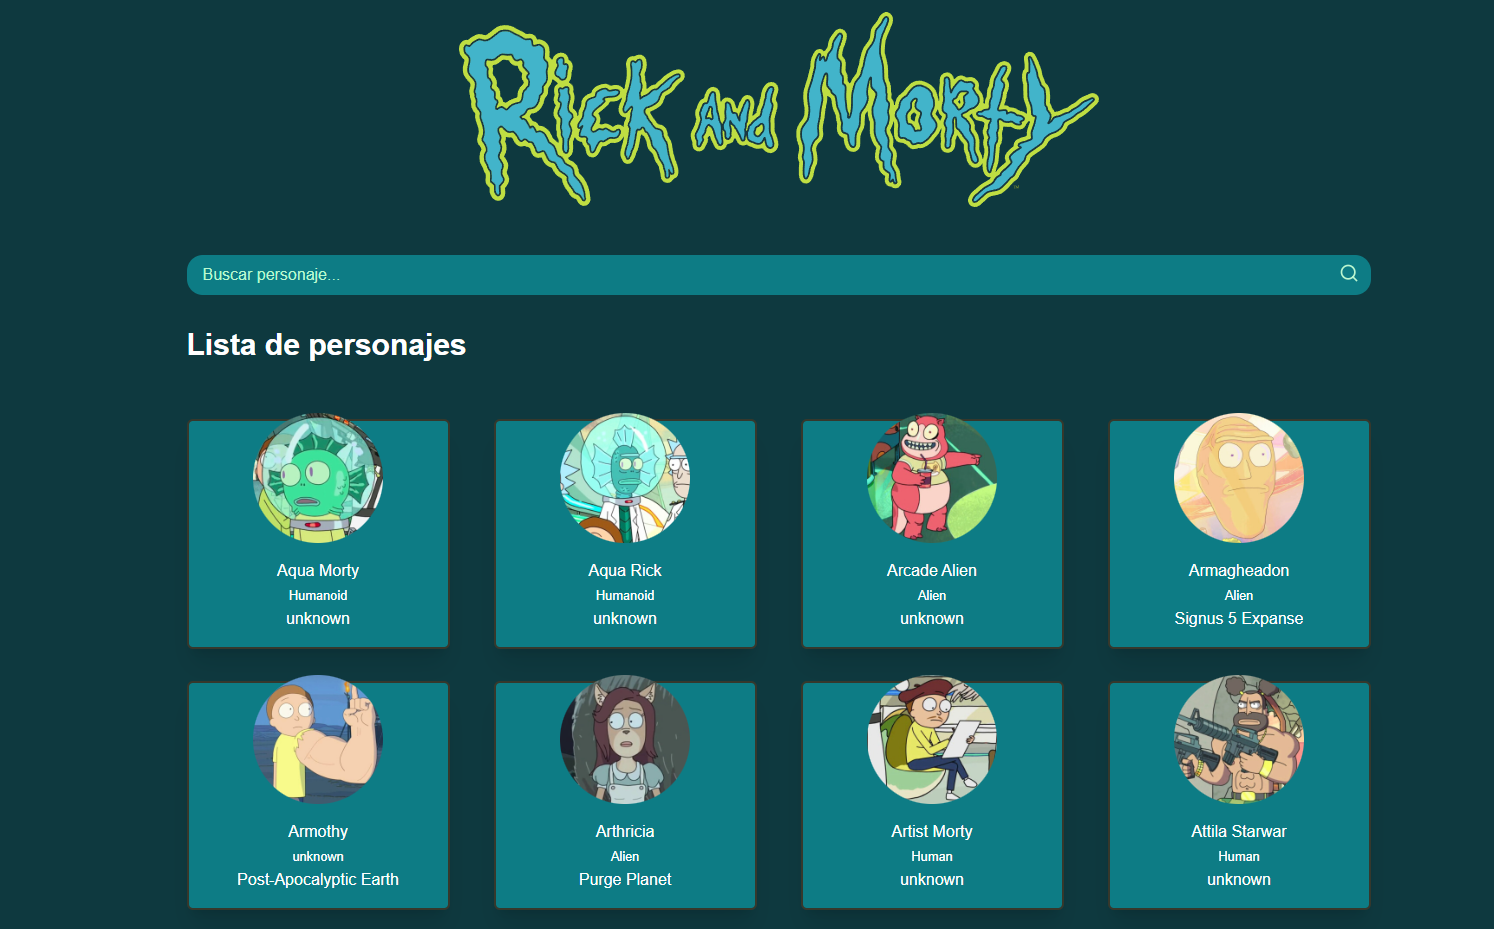 Rick and Morty
Buscar personaje...
Lista de personajes
Aqua Morty
Humanoid
unknown
Aqua Rick
Humanoid
unknown
Arcade Alien
Alien
unknown
Armagheadon
Alien
Signus 5 Expanse
Armothy
unknown
Post-Apocalyptic Earth
Arthricia
Alien
Purge Planet
Artist Morty
Human
unknown
Attila Starwar
Human
unknown